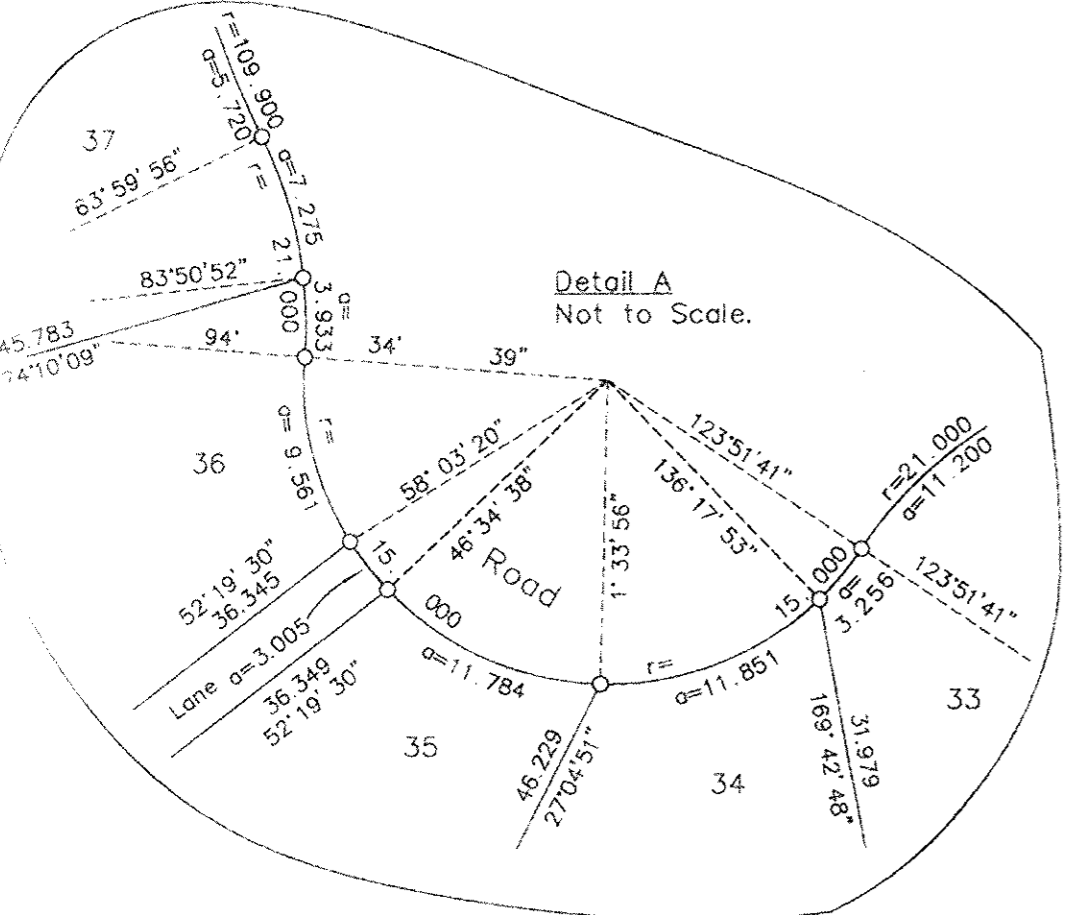 r=109.900
a=5.720
37
63°59'56"
r=
a=7.275
21.
000
83°50'52"
45.783
74°10'09"
a=
3.933
94°
34'
39"
Detail A
Not to Scale.
36
r=
a= 9.561
58° 03' 20"
46° 34' 38"
Road
1° 33' 56"
136° 17' 53"
123°51'41"
r=21.000
a=11.200
123°51'41"
15.
000
a=
3.256
52°19' 30"
36.345
Lane a=3.005
36.349
52°19' 30"
15.
000
a=11.784
r=
a=11.851
35
46.229
27°04'51"
34
31.979
169° 42' 48"
33